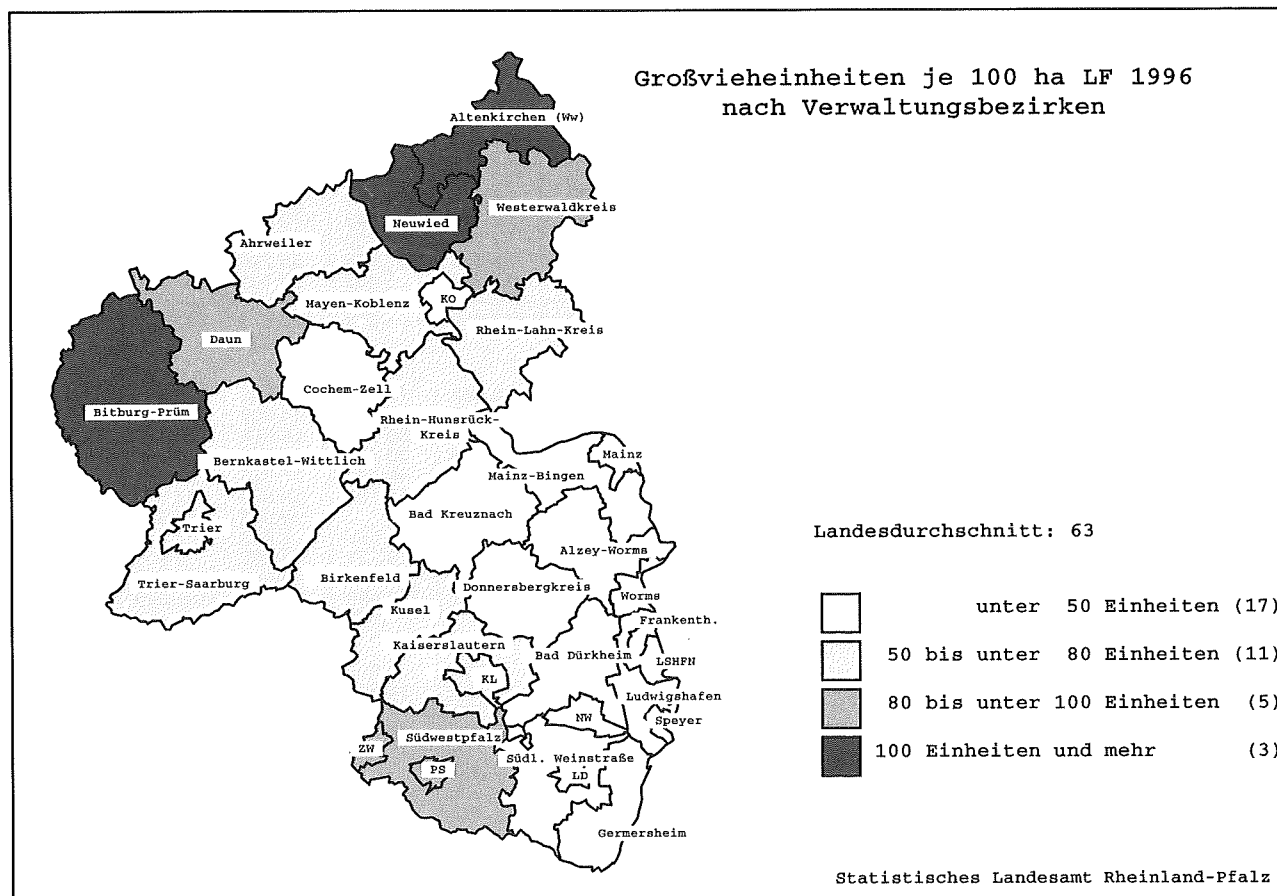 Großvieheinheiten je 100 ha LF 1996
nach Verwaltungsbezirken
Altenkirchen (Ww)
Westerwaldkreis
Neuwied
Ahrweiler
Hayen-Koblenz
KO
Rhein-Lahn-Kreis
Daun
Cochem-Zell
Bitburg-Prüm
Rhein-Hunsrück-
Kreis
Bernkastel-Wittlich
Mainz
Mainz-Bingen
Bad Kreuznach
Trier
Alzey-Worms
Trier-Saarburg
Birkenfeld
Donnersbergkreis
Kusel
Worms
Frankenth.
Kaiserslautern
Bad Dürkheim
LSHFN
KL
Ludwigshafen
NW
Speyer
ZW
Südwestpfalz
Südl. Weinstraße
PS
LD
Germersheim
Landesdurchschnitt: 63
unter 50 Einheiten (17)
50 bis unter 80 Einheiten (11)
80 bis unter 100 Einheiten (5)
100 Einheiten und mehr (3)
Statistisches Landesamt Rheinland-Pfalz